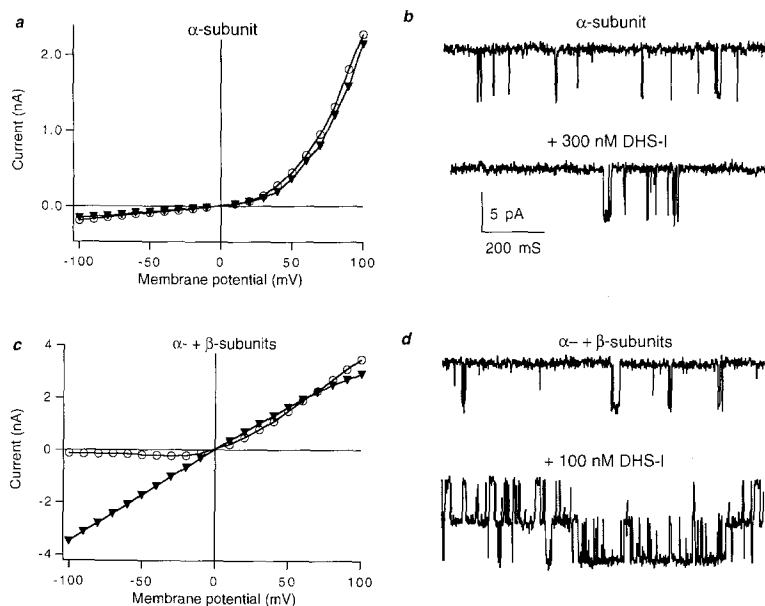 a
α-subunit
2.0
1.0
0.0
Current (nA)
-100
-50
0
50
100
Membrane potential (mV)
b
α-subunit
+ 300 nM DHS-I
5 pA
200 mS
c
α- + β-subunits
4
2
0
-2
-4
Current (nA)
-100
-50
0
50
100
Membrane potential (mV)
d
α- + β-subunits
+ 100 nM DHS-I